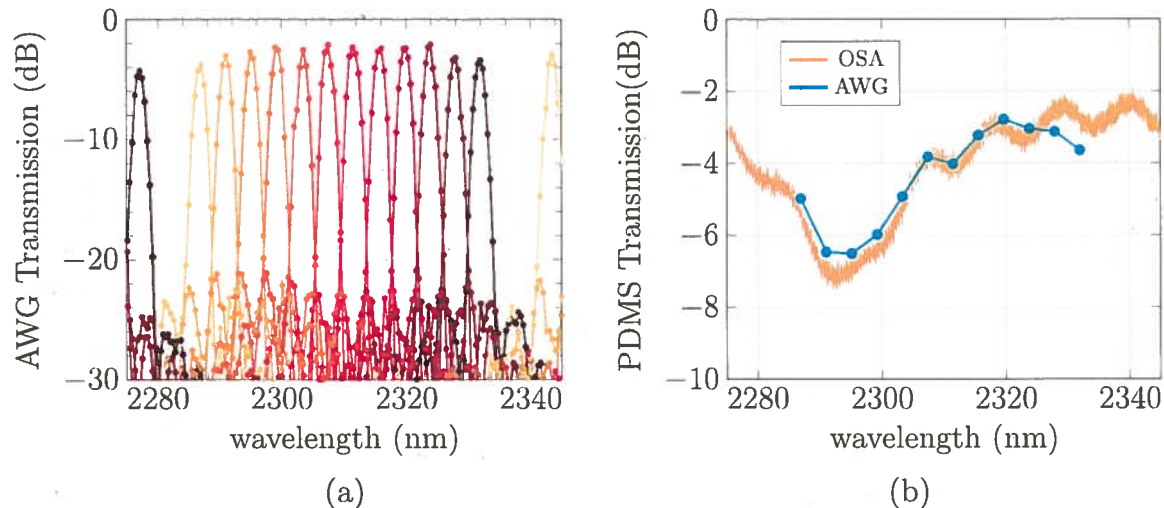 0
−10
−20
−30
AWG Transmission (dB)
2280
2300
2320
2340
wavelength (nm)
(a)
0
−2
−4
−6
−8
−10
PDMS Transmission(dB)
OSA
AWG
2280
2300
2320
2340
wavelength (nm)
(b)